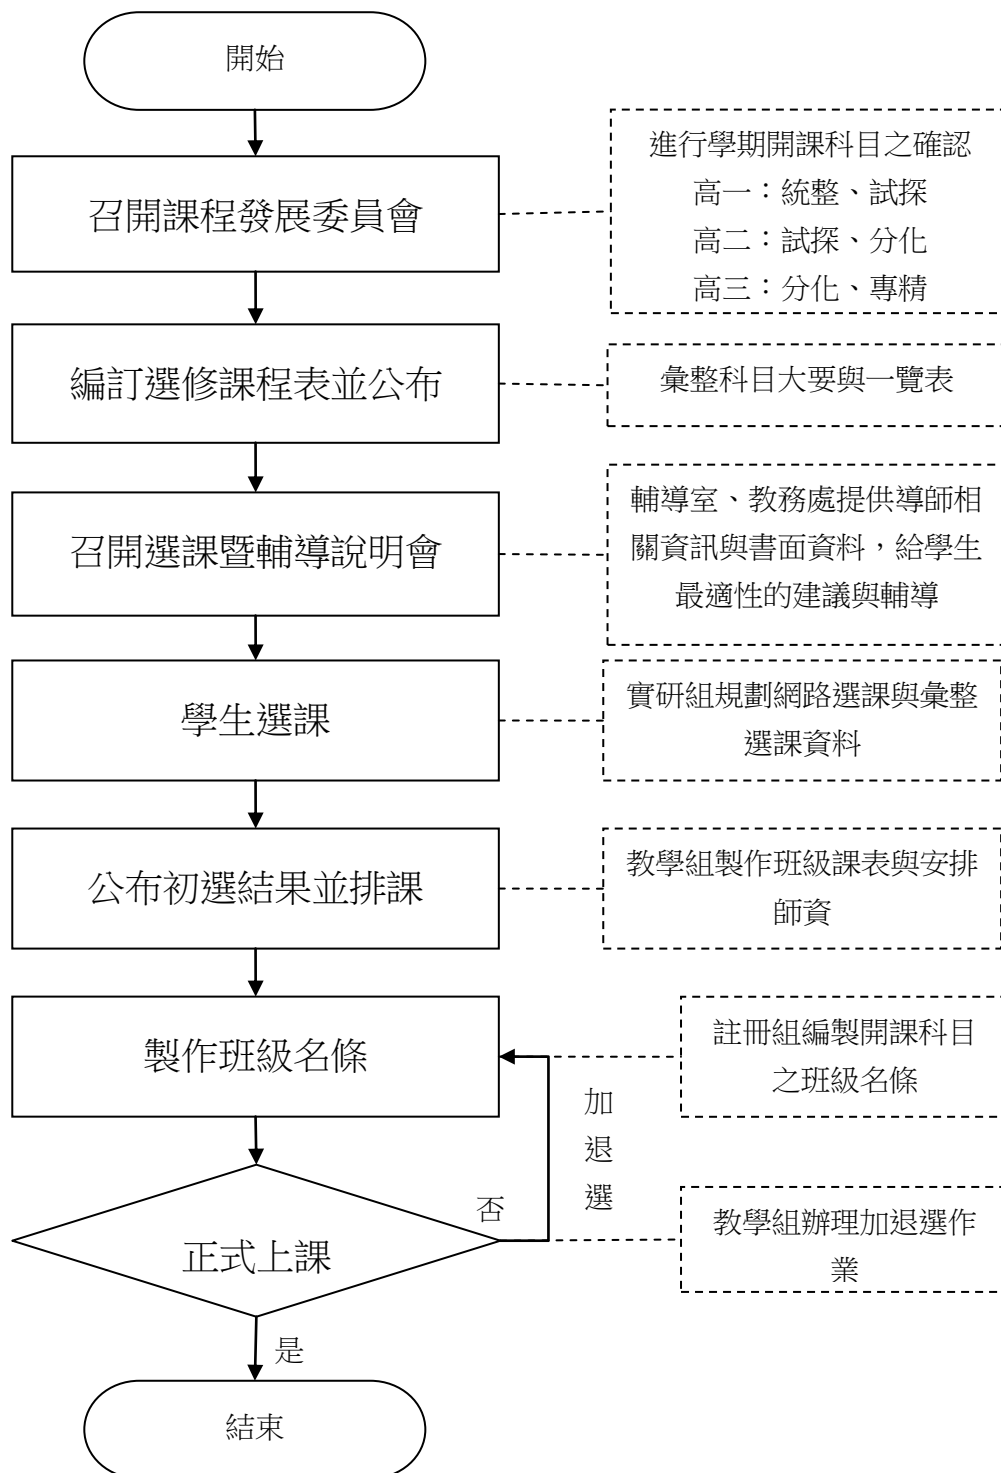 開始
召開課程發展委員會
進行學期開課科目之確認
高一：統整、試探
高二：試探、分化
高三：分化、專精
編訂選修課程表並公布
彙整科目大要與一覽表
召開選課暨輔導說明會
輔導室、教務處提供導師相
關資訊與書面資料，給學生
最適性的建議與輔導
學生選課
實研組規劃網路選課與彙整
選課資料
公布初選結果並排課
教學組製作班級課表與安排
師資
製作班級名條
註冊組編製開課科目
之班級名條
加
退
選
否
正式上課
教學組辦理加退選作
業
是
結束